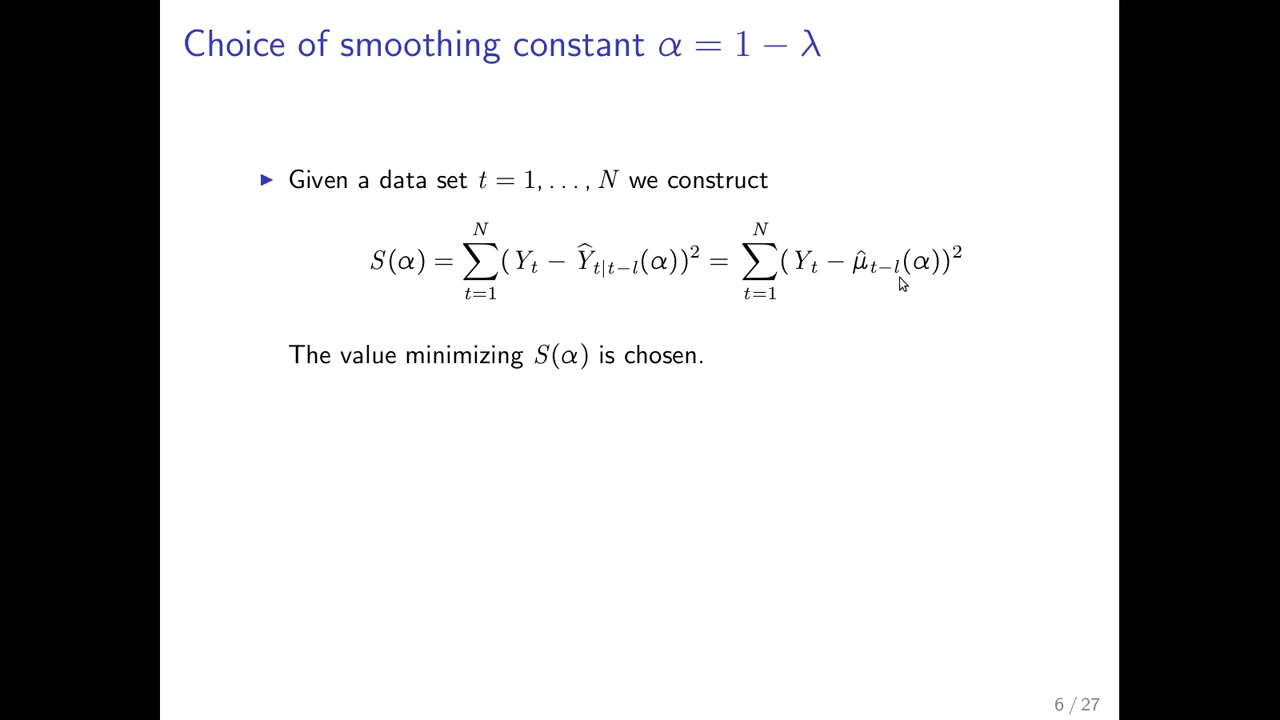 Choice of smoothing constant α = 1 − λ
▶ Given a data set t = 1, . . . , N we construct
S(α) = ∑_{t=1}^{N} (Y_t − Ŷ_{t|t−l}(α))² = ∑_{t=1}^{N} (Y_t − μ̂_{t−l}(α))²
The value minimizing S(α) is chosen.
6 / 27